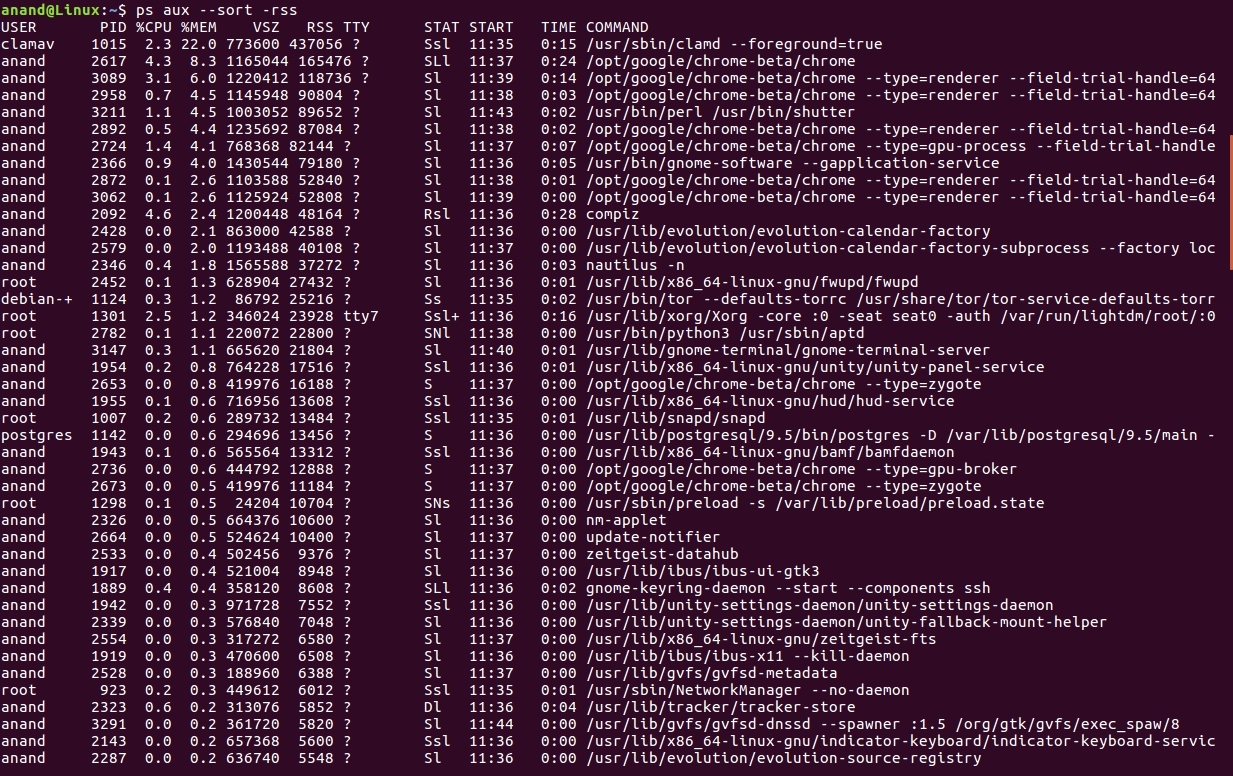 anand@Linux:~$ ps aux --sort -rss
USER       PID %CPU %MEM    VSZ   RSS TTY      STAT START   TIME COMMAND
clamav    1015  2.3 22.0 773600 437056 ?       Ssl  11:35   0:15 /usr/sbin/clamd --foreground=true
anand     2617  4.3  8.3 1165044 165476 ?      SLl  11:37   0:24 /opt/google/chrome-beta/chrome
anand     3089  3.1  6.0 1220412 118736 ?      Sl   11:39   0:14 /opt/google/chrome-beta/chrome --type=renderer --field-trial-handle=64
anand     2958  0.7  4.5 1145948 90804 ?       Sl   11:38   0:03 /opt/google/chrome-beta/chrome --type=renderer --field-trial-handle=64
anand     3211  1.1  4.5 1003052 89652 ?       Sl   11:43   0:02 /usr/bin/perl /usr/bin/shutter
anand     2892  0.5  4.4 1235692 87084 ?       Sl   11:38   0:02 /opt/google/chrome-beta/chrome --type=renderer --field-trial-handle=64
anand     2724  1.4  4.1 768368 82144 ?        Sl   11:37   0:07 /opt/google/chrome-beta/chrome --type=gpu-process --field-trial-handle
anand     2366  0.9  4.0 1430544 79180 ?       Sl   11:36   0:05 /usr/bin/gnome-software --gapplication-service
anand     2872  0.1  2.6 1103588 52840 ?       Sl   11:38   0:01 /opt/google/chrome-beta/chrome --type=renderer --field-trial-handle=64
anand     3062  0.1  2.6 1125924 52808 ?       Sl   11:39   0:00 /opt/google/chrome-beta/chrome --type=renderer --field-trial-handle=64
anand     2092  4.6  2.4 1200448 48164 ?       Rsl  11:36   0:28 compiz
anand     2428  0.0  2.1 863000 42588 ?        Sl   11:36   0:00 /usr/lib/evolution/evolution-calendar-factory
anand     2579  0.0  2.0 1193488 40108 ?       Sl   11:37   0:00 /usr/lib/evolution/evolution-calendar-factory-subprocess --factory loc
anand     2346  0.4  1.8 1565588 37272 ?       Sl   11:36   0:03 nautilus -n
root      2452  0.1  1.3 628904 27432 ?        Sl   11:36   0:01 /usr/lib/x86_64-linux-gnu/fwupd/fwupd
debian-+  1124  0.3  1.2  86792 25216 ?        Ss   11:35   0:02 /usr/bin/tor --defaults-torrc /usr/share/tor/tor-service-defaults-torr
root      1301  2.5  1.2 346024 23928 tty7     Ssl+ 11:36   0:16 /usr/lib/xorg/Xorg -core :0 -seat seat0 -auth /var/run/lightdm/root/:0
root      2782  0.1  1.1 220072 22800 ?        SNl  11:38   0:00 /usr/bin/python3 /usr/sbin/aptd
anand     3147  0.3  1.1 665620 21804 ?        Sl   11:40   0:01 /usr/lib/gnome-terminal/gnome-terminal-server
anand     1954  0.2  0.8 764228 17516 ?        Ssl  11:36   0:01 /usr/lib/x86_64-linux-gnu/unity/unity-panel-service
anand     2653  0.0  0.8 419976 16188 ?        S    11:37   0:00 /opt/google/chrome-beta/chrome --type=zygote
anand     1955  0.1  0.6 716956 13608 ?        Ssl  11:36   0:00 /usr/lib/x86_64-linux-gnu/hud/hud-service
root      1007  0.2  0.6 289732 13484 ?        Ssl  11:35   0:01 /usr/lib/snapd/snapd
postgres  1142  0.0  0.6 294696 13456 ?        S    11:36   0:00 /usr/lib/postgresql/9.5/bin/postgres -D /var/lib/postgresql/9.5/main -
anand     1943  0.1  0.6 565564 13312 ?        Ssl  11:36   0:00 /usr/lib/x86_64-linux-gnu/bamf/bamfdaemon
anand     2736  0.0  0.6 444792 12888 ?        S    11:37   0:00 /opt/google/chrome-beta/chrome --type=gpu-broker
anand     2673  0.0  0.5 419976 11184 ?        S    11:37   0:00 /opt/google/chrome-beta/chrome --type=zygote
root      1298  0.1  0.5  24204 10704 ?        SNs  11:36   0:00 /usr/sbin/preload -s /var/lib/preload/preload.state
anand     2326  0.0  0.5 664376 10600 ?        Sl   11:36   0:00 nm-applet
anand     2664  0.0  0.5 524624 10400 ?        Sl   11:37   0:00 update-notifier
anand     2533  0.0  0.4 502456  9376 ?        Sl   11:36   0:00 zeitgeist-datahub
anand     1917  0.0  0.4 521004  8948 ?        Sl   11:36   0:00 /usr/lib/ibus/ibus-ui-gtk3
anand     1889  0.4  0.4 358120  8608 ?        SLl  11:36   0:02 gnome-keyring-daemon --start --components ssh
anand     1942  0.0  0.3 971728  7552 ?        Ssl  11:36   0:00 /usr/lib/unity-settings-daemon/unity-settings-daemon
anand     2339  0.0  0.3 576840  7048 ?        Sl   11:36   0:00 /usr/lib/unity-settings-daemon/unity-fallback-mount-helper
anand     2554  0.0  0.3 317272  6580 ?        Sl   11:37   0:00 /usr/lib/x86_64-linux-gnu/zeitgeist-fts
anand     1919  0.0  0.3 470600  6508 ?        Sl   11:36   0:00 /usr/lib/ibus/ibus-x11 --kill-daemon
anand     2528  0.0  0.3 188960  6388 ?        Sl   11:37   0:00 /usr/lib/gvfs/gvfsd-metadata
root       923  0.2  0.3 449612  6012 ?        Ssl  11:35   0:01 /usr/sbin/NetworkManager --no-daemon
anand     2323  0.6  0.2 313076  5852 ?        Dl   11:36   0:04 /usr/lib/tracker/tracker-store
anand     3291  0.0  0.2 361720  5820 ?        Sl   11:44   0:00 /usr/lib/gvfs/gvfsd-dnssd --spawner :1.5 /org/gtk/gvfs/exec_spaw/8
anand     2143  0.0  0.2 657368  5600 ?        Ssl  11:36   0:00 /usr/lib/x86_64-linux-gnu/indicator-keyboard/indicator-keyboard-servic
anand     2287  0.0  0.2 636740  5548 ?        Sl   11:36   0:00 /usr/lib/evolution/evolution-source-registry